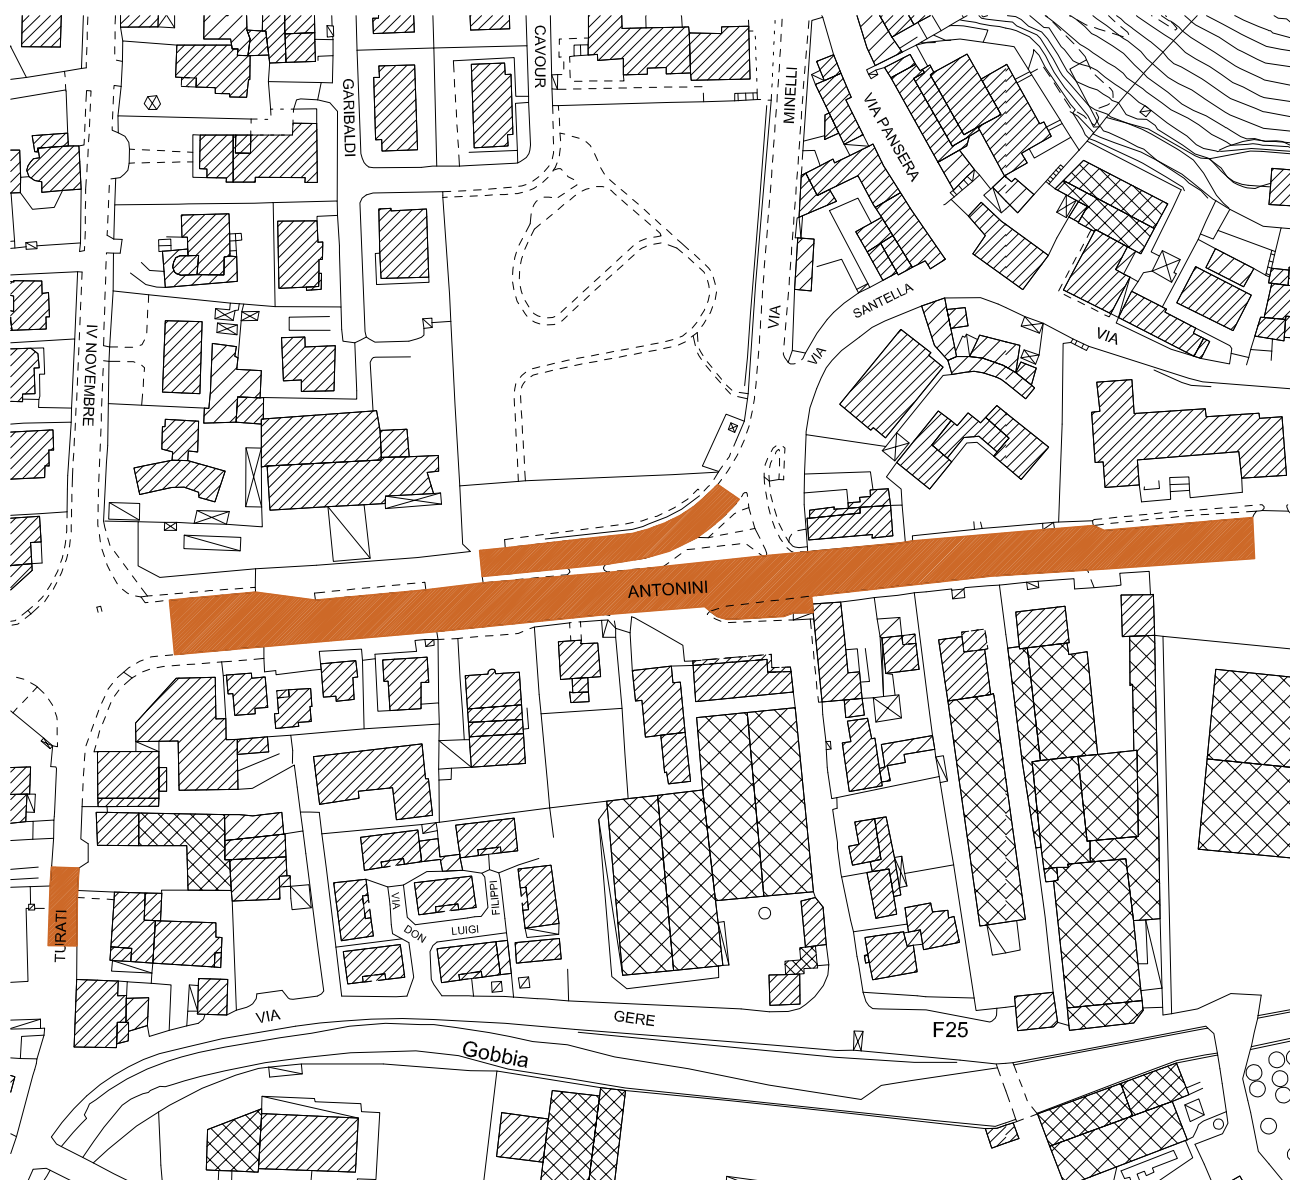 CAVOUR
GARIBALDI
MINELLI
VIA PANSERA
VIA
SANTELLA
VIA
VIA
IV NOVEMBRE
ANTONINI
TURATI
VIA
DON
LUIGI
FILIPPI
VIA
GERE
F25
Gobbia